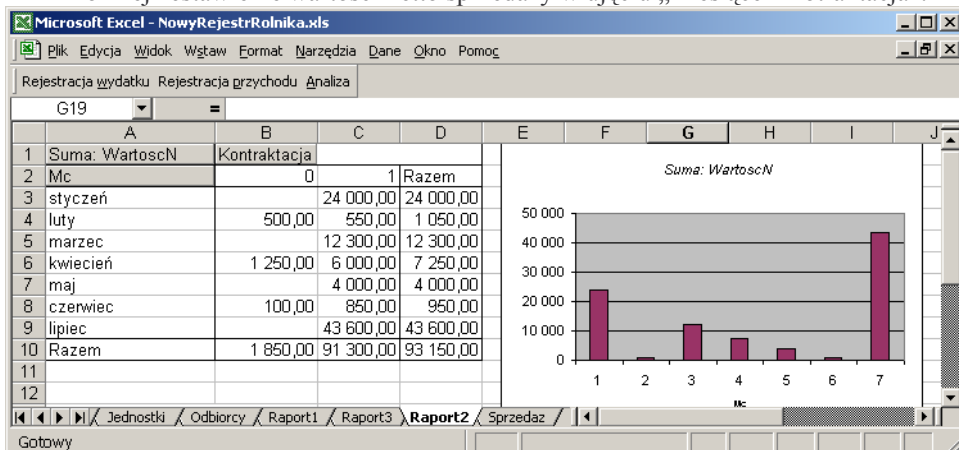 Microsoft Excel - NowyRejestrRolnika.xls
Plik Edycja Widok Wstaw Format Narzędzia Dane Okno Pomoc
Rejestracja wydatku Rejestracja przychodu Analiza
G19 =
A B C D E F G H I J
1 Suma: WartoscN Kontraktacja
2 Mc 0 1 Razem
3 styczeń 24 000,00 24 000,00
4 luty 500,00 550,00 1 050,00
5 marzec 12 300,00 12 300,00
6 kwiecień 1 250,00 6 000,00 7 250,00
7 maj 4 000,00 4 000,00
8 czerwiec 100,00 850,00 950,00
9 lipiec 43 600,00 43 600,00
10 Razem 1 850,00 91 300,00 93 150,00
11
12
Suma: WartoscN
50 000
40 000
30 000
20 000
10 000
0
1 2 3 4 5 6 7
Mc
Jednostki Odbiorcy Raport1 Raport3 Raport2 Sprzedaz
Gotowy